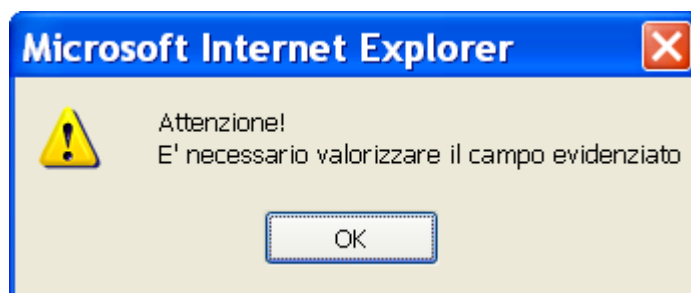 Microsoft Internet Explorer
Attenzione!
E' necessario valorizzare il campo evidenziato
OK